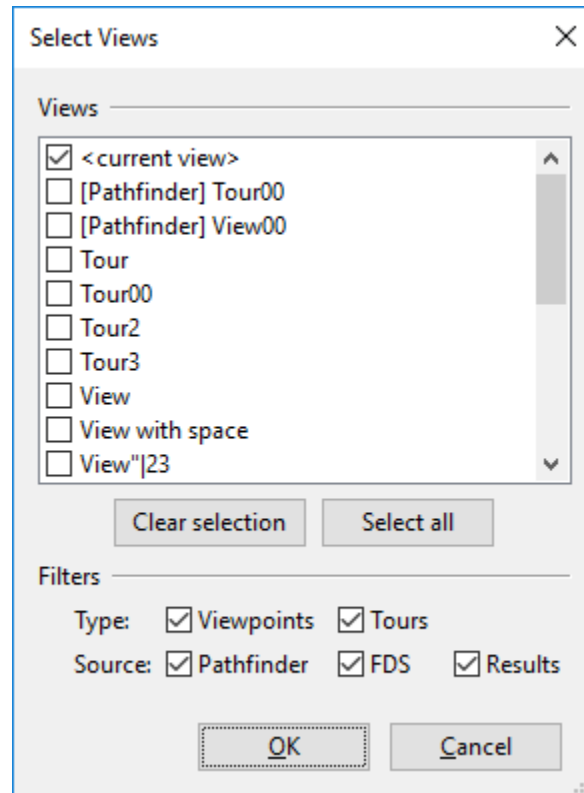 Select Views
Views
<current view>
[Pathfinder] Tour00
[Pathfinder] View00
Tour
Tour00
Tour2
Tour3
View
View with space
View"|23
Clear selection Select all
Filters
Type: Viewpoints Tours
Source: Pathfinder FDS Results
OK Cancel